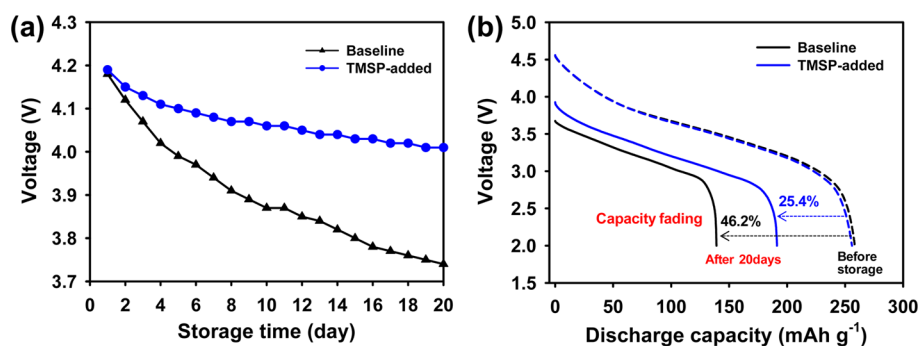 (a)
4.3
4.2
4.1
4.0
3.9
3.8
3.7
Voltage (V)
Baseline
TMSP-added
0 2 4 6 8 10 12 14 16 18 20
Storage time (day)
(b)
5.0
4.5
4.0
3.5
3.0
2.5
2.0
1.5
Voltage (V)
Baseline
TMSP-added
25.4%
Capacity fading
46.2%
After 20days
Before
storage
0 50 100 150 200 250 300
Discharge capacity (mAh g⁻¹)